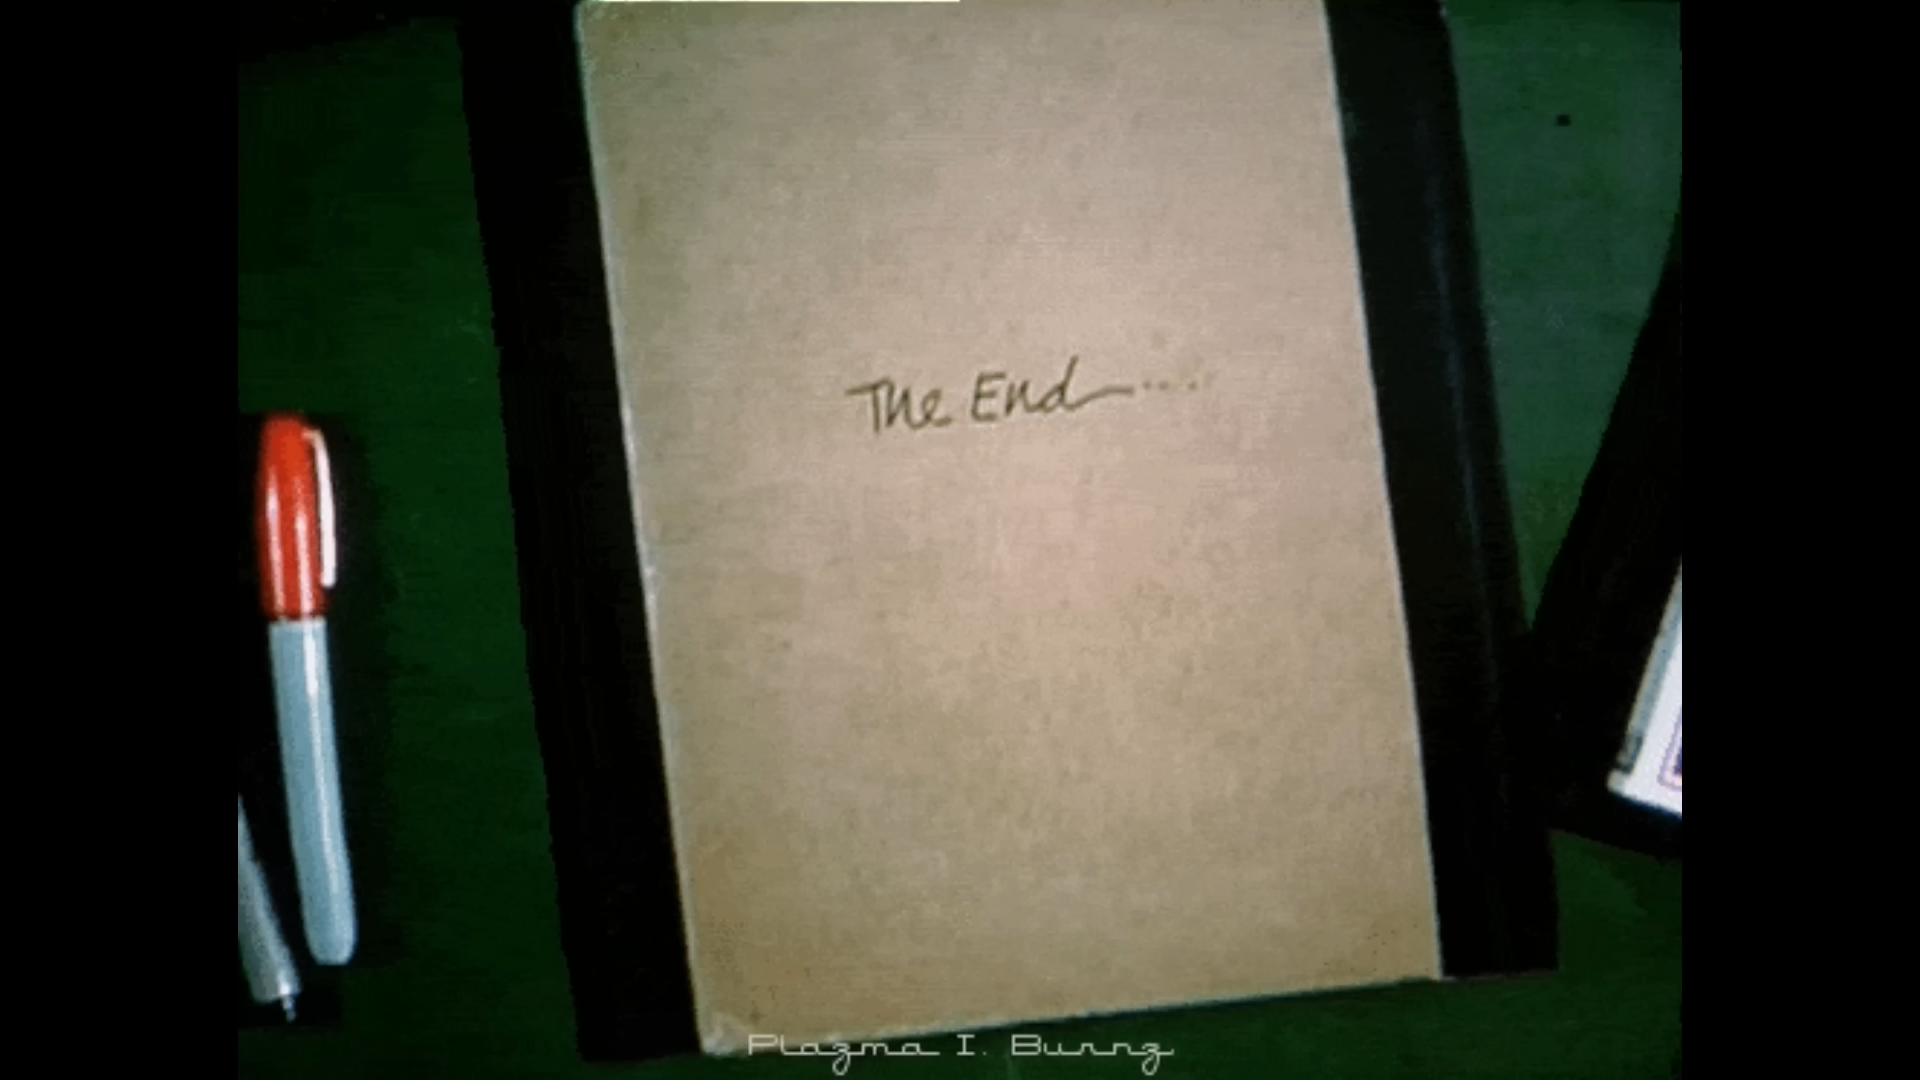 The End.....
Plazma I. Burnz